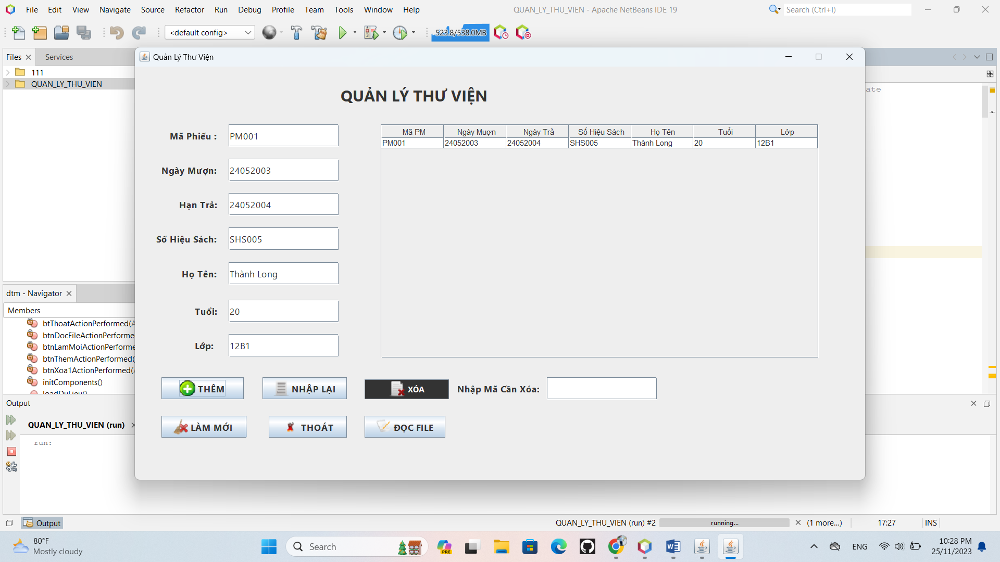 File Edit View Navigate Source Refactor Run Debug Profile Team Tools Window Help
QUAN_LY_THU_VIEN - Apache NetBeans IDE 19
Search (Ctrl+I)
<default config>
523.8/538.0MB
Files Services
111
QUAN_LY_THU_VIEN
ate
Quản Lý Thư Viện
QUẢN LÝ THƯ VIỆN
Mã Phiếu : PM001
Ngày Mượn: 24052003
Hạn Trả: 24052004
Số Hiệu Sách: SHS005
Họ Tên: Thành Long
Tuổi: 20
Lớp: 12B1
Mã PM Ngày Muợn Ngày Trả Số Hiệu Sách Họ Tên Tuổi Lớp
PM001 24052003 24052004 SHS005 Thành Long 20 12B1
THÊM NHẬP LẠI XÓA Nhập Mã Cần Xóa:
LÀM MỚI THOÁT ĐỌC FILE
dtm - Navigator
Members
btThoatActionPerformed(A
btnDocFileActionPerforme
btnLamMoiActionPerforme
btnThemActionPerformed(
btnXoa1ActionPerformed(
initComponents()
loadDuLieu()
Output
QUAN_LY_THU_VIEN (run)
run:
Output
QUAN_LY_THU_VIEN (run) #2 running... (1 more...) 17:27 INS
80°F
Mostly cloudy
Search
PRE
ENG
10:28 PM
25/11/2023